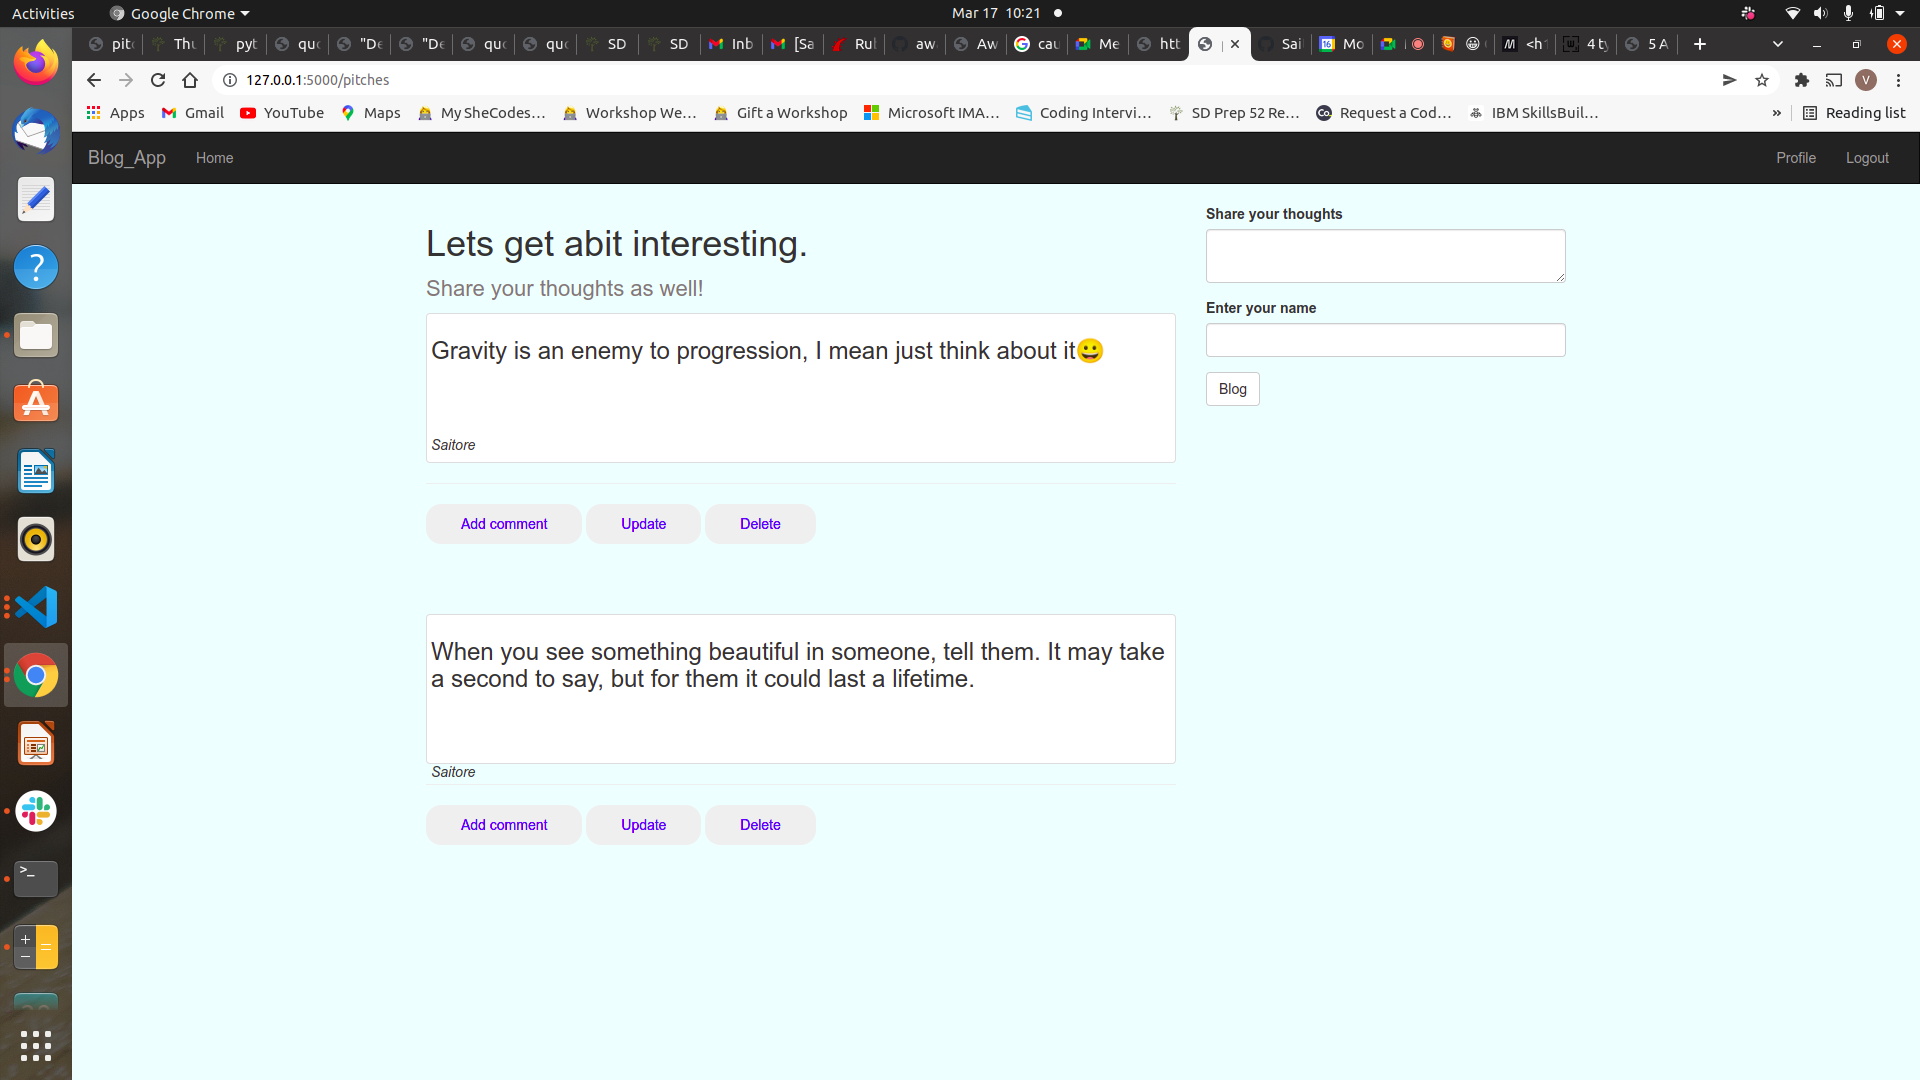 Activities
Google Chrome
Mar 17 10:21
pit
Thu
pyt
quo
"De
"De
quo
quo
SD
SD
Inb
[Sa
Rul
aw
Aw
cau
Me
htt
Sai
Mo
<h
4 ty
5 A
127.0.0.1:5000/pitches
V
Apps
Gmail
YouTube
Maps
My SheCodes...
Workshop We...
Gift a Workshop
Microsoft IMA...
Coding Intervi...
SD Prep 52 Re...
Request a Cod...
IBM SkillsBuil...
»
Reading list
Blog_App
Home
Profile
Logout
Lets get abit interesting.
Share your thoughts as well!
Gravity is an enemy to progression, I mean just think about it😀
Saitore
Add comment
Update
Delete
When you see something beautiful in someone, tell them. It may take
a second to say, but for them it could last a lifetime.
Saitore
Add comment
Update
Delete
Share your thoughts
Enter your name
Blog